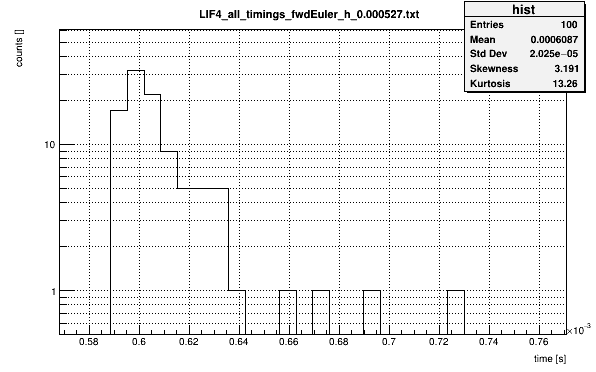 LIF4_all_timings_fwdEuler_h_0.000527.txt
hist
Entries 100
Mean 0.0006087
Std Dev 2.025e−05
Skewness 3.191
Kurtosis 13.26
counts []
10
1
0.58 0.6 0.62 0.64 0.66 0.68 0.7 0.72 0.74 0.76
×10⁻³
time [s]